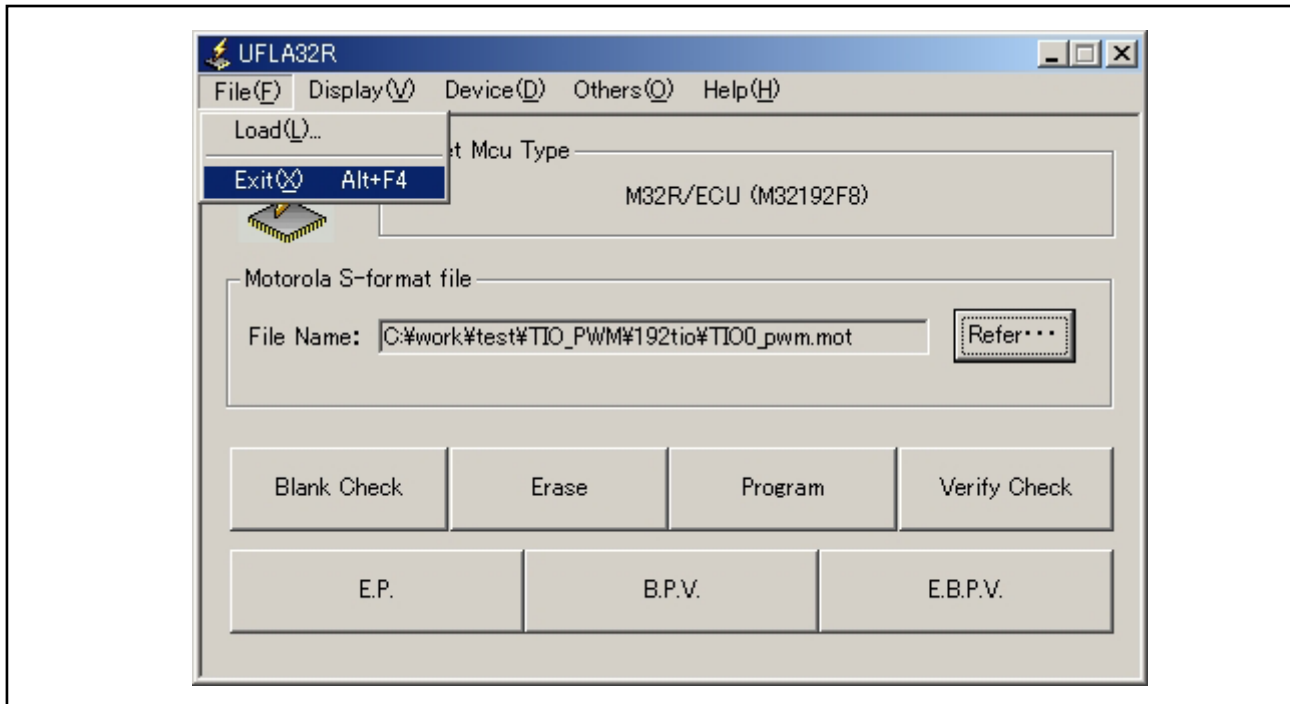 UFLA32R
File(F) Display(V) Device(D) Others(O) Help(H)
Load(L)...
t Mcu Type
Exit(X) Alt+F4
M32R/ECU (M32192F8)
Motorola S-format file
File Name: C:¥work¥test¥TIO_PWM¥192tio¥TIO0_pwm.mot Refer・・・
Blank Check Erase Program Verify Check
E.P. B.P.V. E.B.P.V.